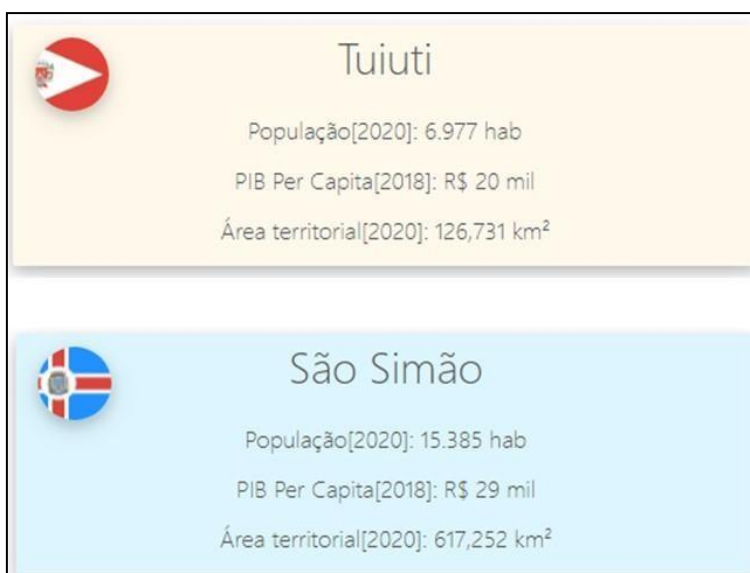 Tuiuti
População[2020]: 6.977 hab
PIB Per Capita[2018]: R$ 20 mil
Área territorial[2020]: 126,731 km²
São Simão
População[2020]: 15.385 hab
PIB Per Capita[2018]: R$ 29 mil
Área territorial[2020]: 617,252 km²